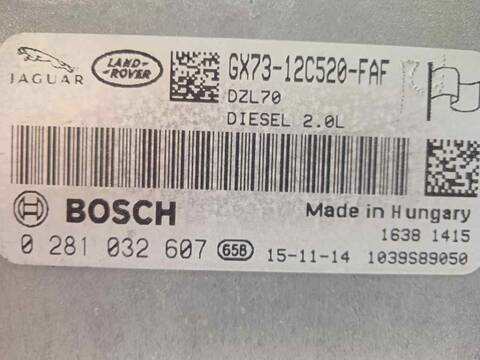 JAGUAR
LAND-
ROVER
GX73-12C520-FAF
DZL70
DIESEL 2.0L
BOSCH
Made in Hungary
1638 1415
0 281 032 607 658 15-11-14 1039S89050